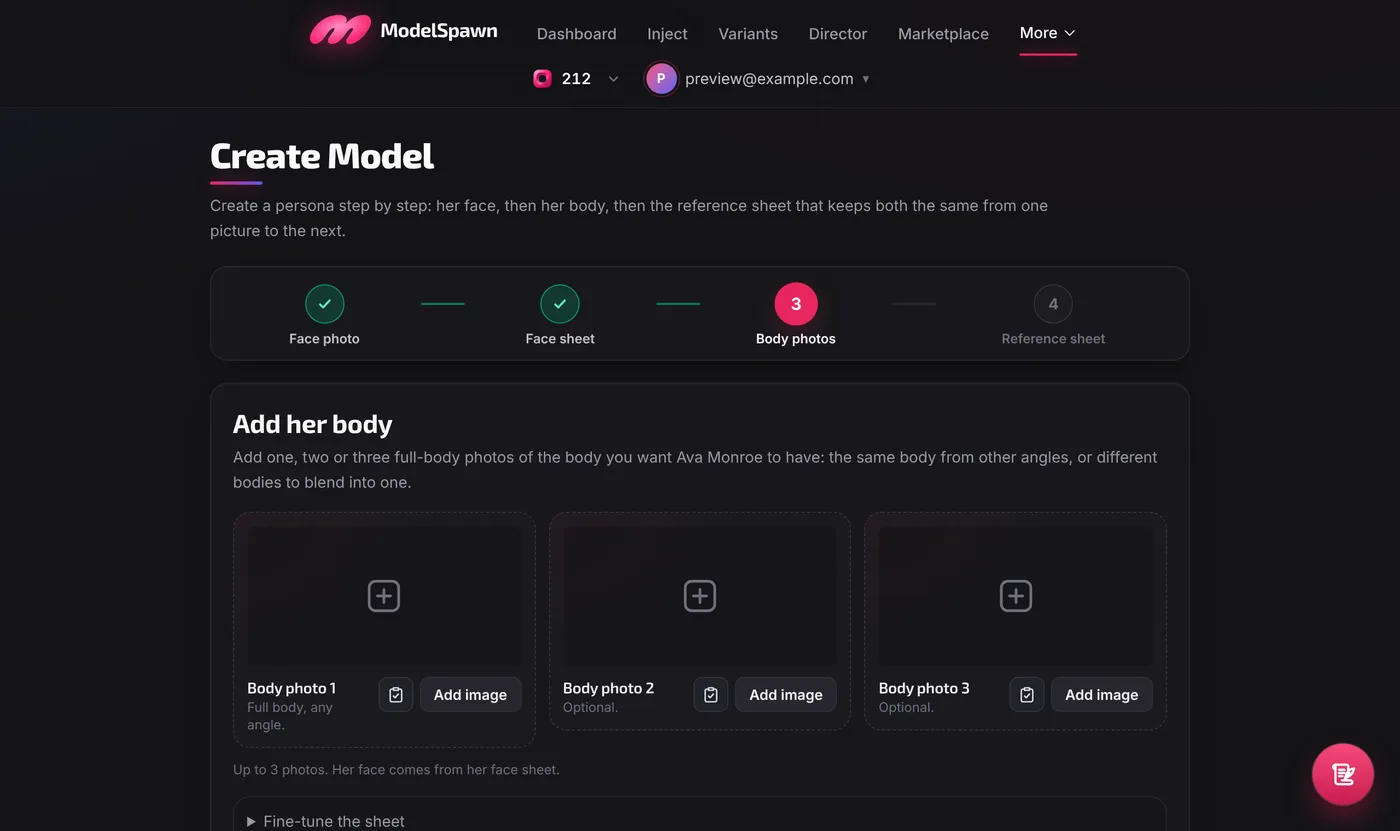 ModelSpawn
Dashboard
Inject
Variants
Director
Marketplace
More
212
P
preview@example.com
Create Model
Create a persona step by step: her face, then her body, then the reference sheet that keeps both the same from one
picture to the next.
Face photo
Face sheet
3
Body photos
4
Reference sheet
Add her body
Add one, two or three full-body photos of the body you want Ava Monroe to have: the same body from other angles, or different
bodies to blend into one.
Body photo 1
Full body, any
angle.
Add image
Body photo 2
Optional.
Add image
Body photo 3
Optional.
Add image
Up to 3 photos. Her face comes from her face sheet.
Fine-tune the sheet